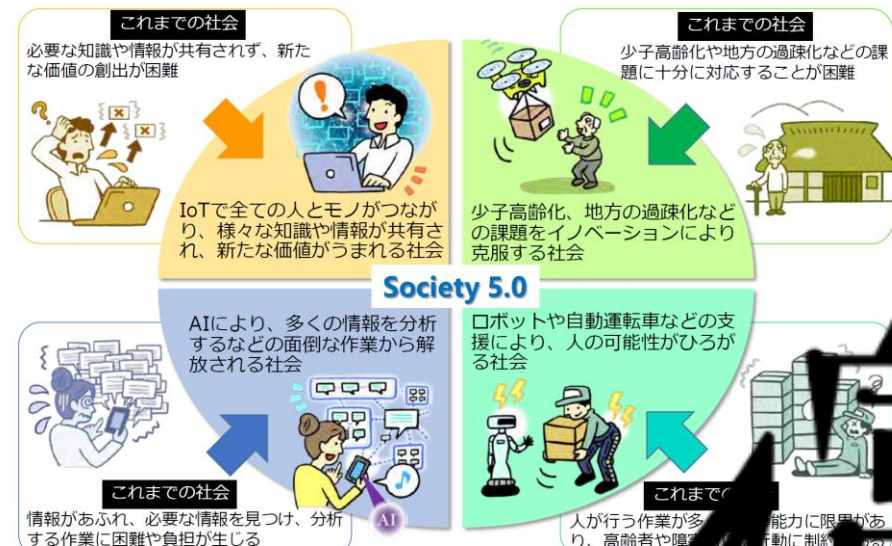 これまでの社会
必要な知識や情報が共有されず、新た
な価値の創出が困難
IoTで全ての人とモノがつなが
り、様々な知識や情報が共有さ
れ、新たな価値がうまれる社会
これまでの社会
少子高齢化や地方の過疎化などの課
題に十分に対応することが困難
少子高齢化、地方の過疎化など
の課題をイノベーションにより
克服する社会
Society 5.0
AIにより、多くの情報を分析
するなどの面倒な作業から解
放される社会
AI
これまでの社会
情報があふれ、必要な情報を見つけ、分析
する作業に困難や負担が生じる
ロボットや自動運転車などの支
援により、人の可能性がひろが
る社会
これまで
人が行う作業が多 能力に限界があ
り、高齢者や障 行動に制約 ある